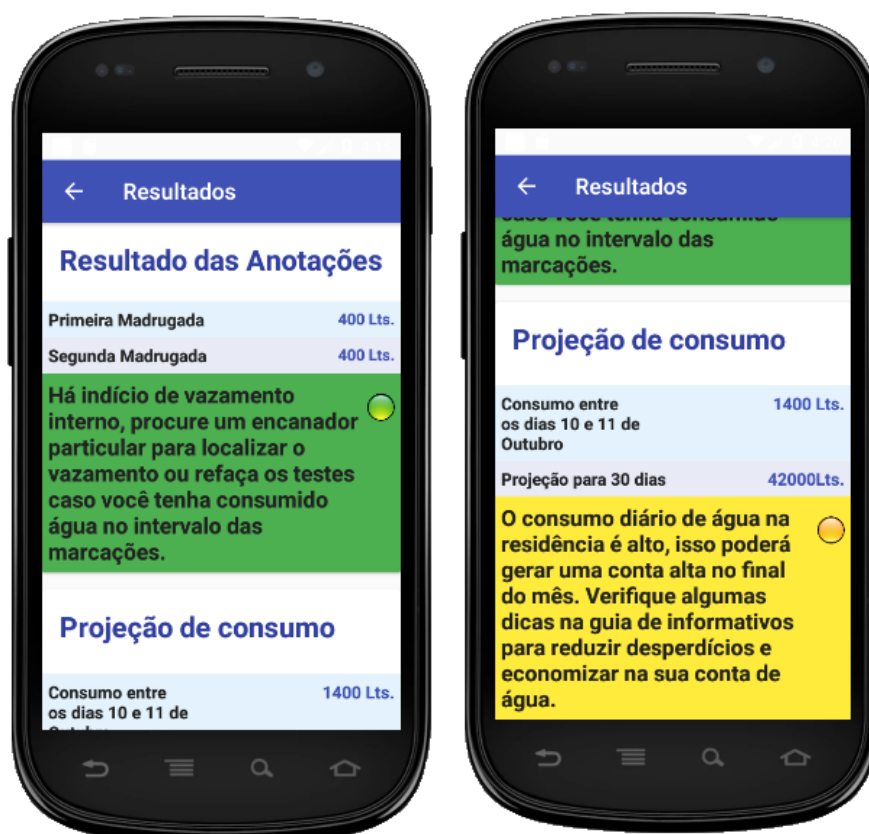 Resultados
Resultado das Anotações
Primeira Madrugada 400 Lts.
Segunda Madrugada 400 Lts.
Há indício de vazamento
interno, procure um encanador
particular para localizar o
vazamento ou refaça os testes
caso você tenha consumido
água no intervalo das
marcações.
Projeção de consumo
Consumo entre 1400 Lts.
os dias 10 e 11 de
Resultados
caso você tenha consumido
água no intervalo das
marcações.
Projeção de consumo
Consumo entre 1400 Lts.
os dias 10 e 11 de
Outubro
Projeção para 30 dias 42000Lts.
O consumo diário de água na
residência é alto, isso poderá
gerar uma conta alta no final
do mês. Verifique algumas
dicas na guia de informativos
para reduzir desperdícios e
economizar na sua conta de
água.